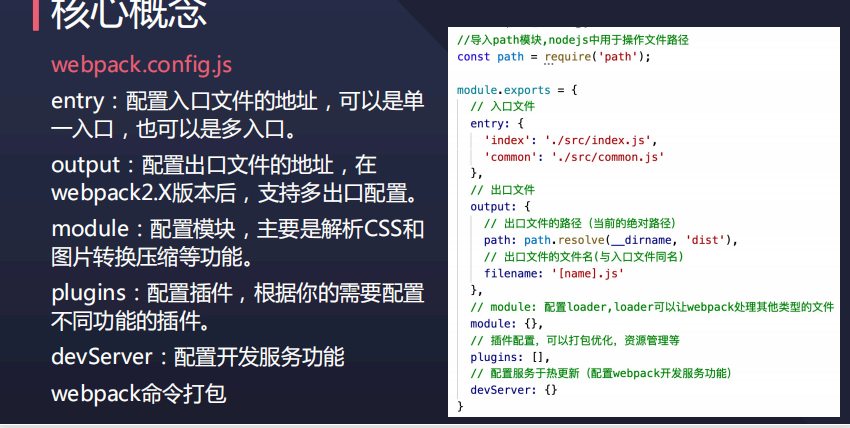 核心概念
webpack.config.js
entry：配置入口文件的地址，可以是单
一入口，也可以是多入口。
output：配置出口文件的地址，在
webpack2.X版本后，支持多出口配置。
module：配置模块，主要是解析CSS和
图片转换压缩等功能。
plugins：配置插件，根据你的需要配置
不同功能的插件。
devServer：配置开发服务功能
webpack命令打包
//导入path模块,nodejs中用于操作文件路径
const path = require('path');
module.exports = {
// 入口文件
entry: {
'index': './src/index.js',
'common': './src/common.js'
},
// 出口文件
output: {
// 出口文件的路径（当前的绝对路径）
path: path.resolve(__dirname, 'dist'),
// 出口文件的文件名(与入口文件同名)
filename: '[name].js'
},
// module: 配置loader,loader可以让webpack处理其他类型的文件
module: {},
// 插件配置，可以打包优化，资源管理等
plugins: [],
// 配置服务于热更新（配置webpack开发服务功能）
devServer: {}
}